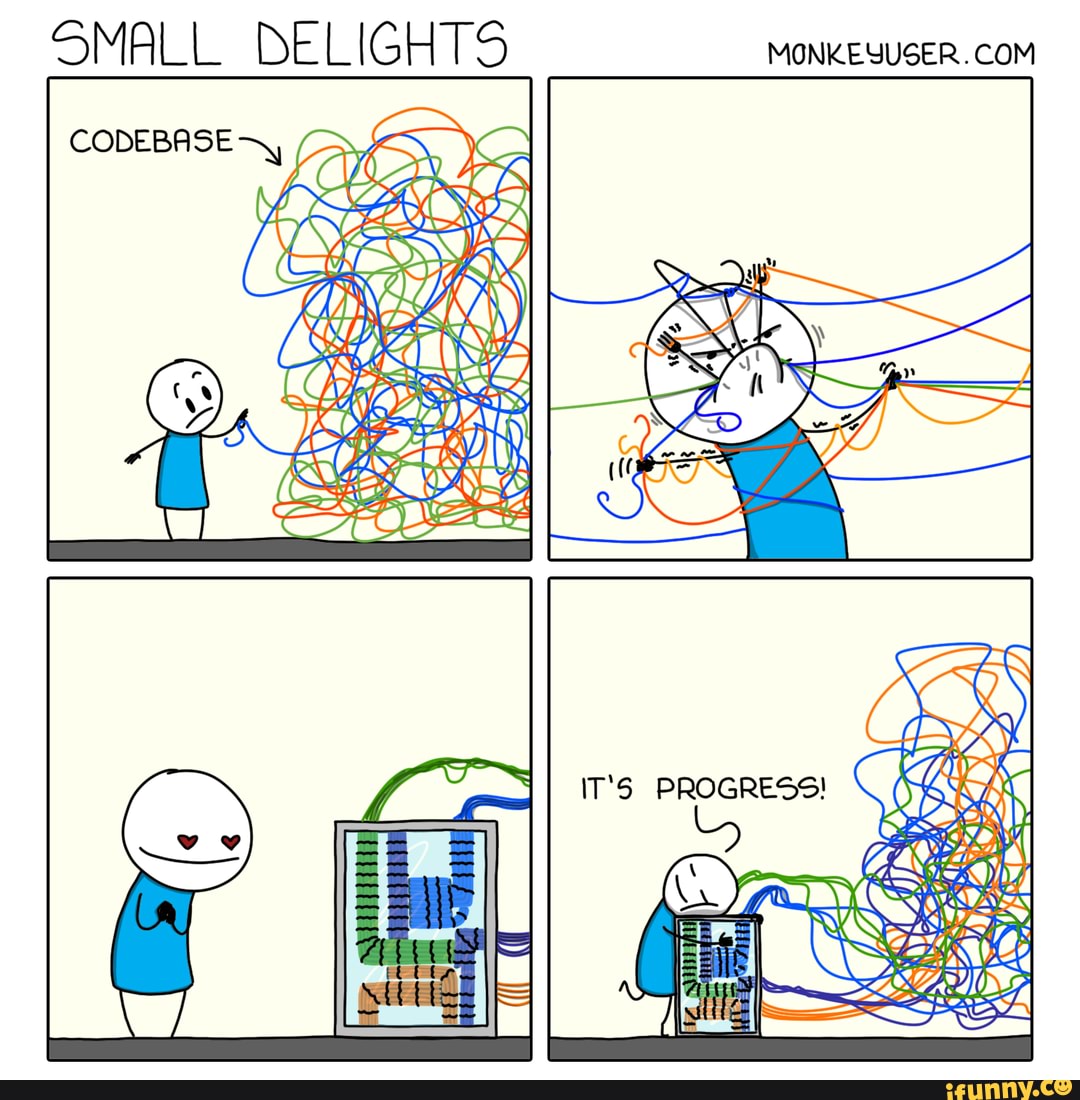 SMALL DELIGHTS
MONKEYUSER.COM
CODEBASE
IT'S PROGRESS!
ifunny.co